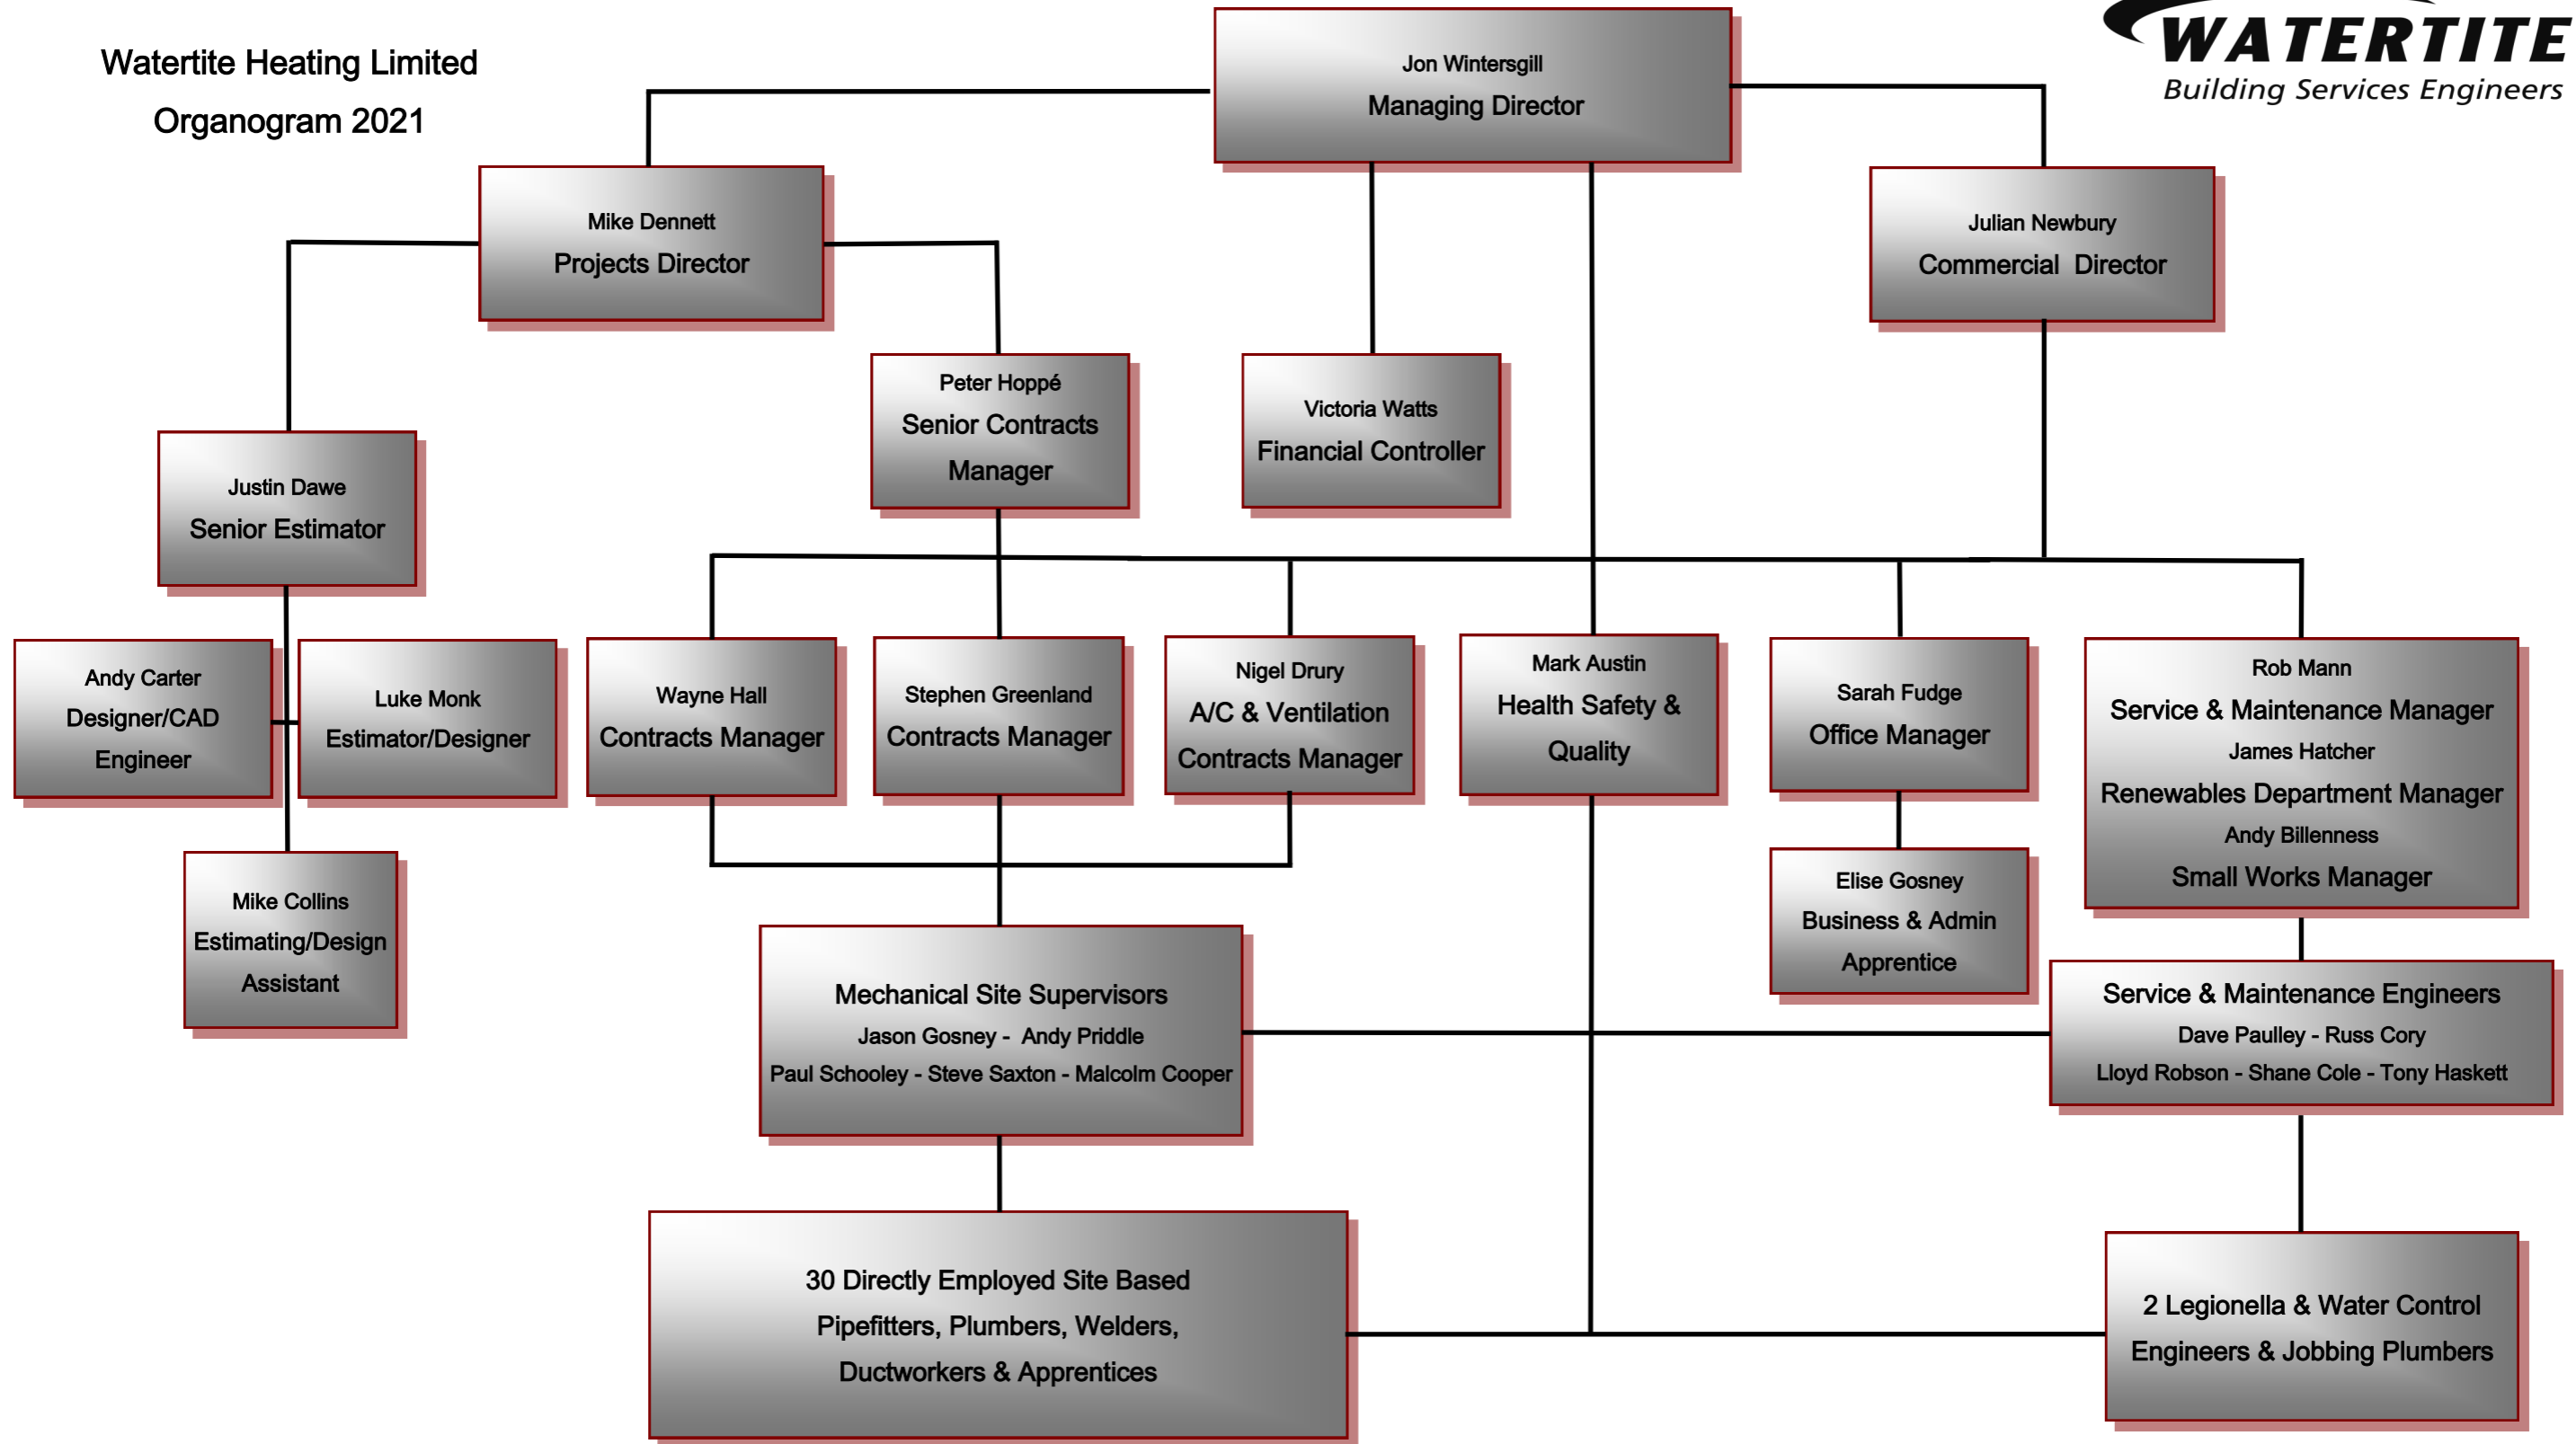 Watertite Heating Limited
Organogram 2021
WATERTITE
Building Services Engineers
Jon Wintersgill
Managing Director
Mike Dennett
Projects Director
Julian Newbury
Commercial Director
Peter Hoppé
Senior Contracts
Manager
Victoria Watts
Financial Controller
Justin Dawe
Senior Estimator
Andy Carter
Designer/CAD
Engineer
Luke Monk
Estimator/Designer
Wayne Hall
Contracts Manager
Stephen Greenland
Contracts Manager
Nigel Drury
A/C & Ventilation
Contracts Manager
Mark Austin
Health Safety &
Quality
Sarah Fudge
Office Manager
Rob Mann
Service & Maintenance Manager
James Hatcher
Renewables Department Manager
Andy Billenness
Small Works Manager
Mike Collins
Estimating/Design
Assistant
Elise Gosney
Business & Admin
Apprentice
Mechanical Site Supervisors
Jason Gosney - Andy Priddle
Paul Schooley - Steve Saxton - Malcolm Cooper
Service & Maintenance Engineers
Dave Paulley - Russ Cory
Lloyd Robson - Shane Cole - Tony Haskett
30 Directly Employed Site Based
Pipefitters, Plumbers, Welders,
Ductworkers & Apprentices
2 Legionella & Water Control
Engineers & Jobbing Plumbers